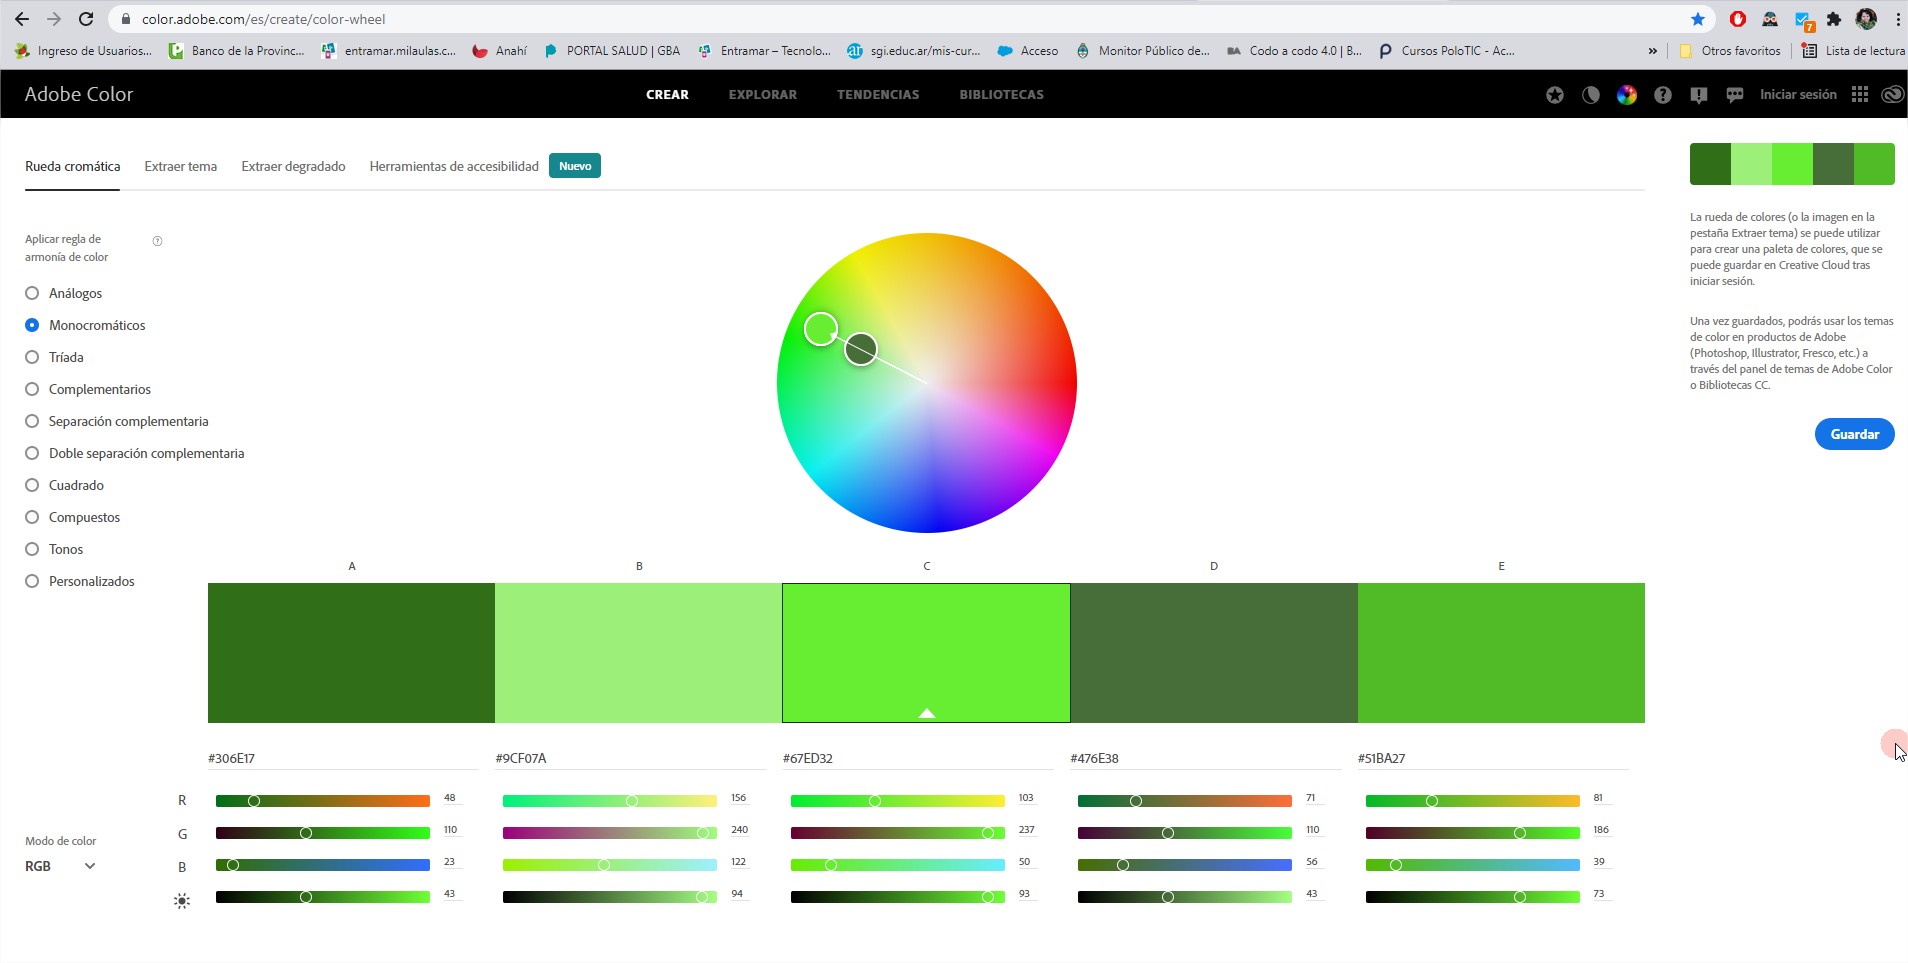 color.adobe.com/es/create/color-wheel
7
Ingreso de Usuarios...
Banco de la Provinc...
entramar.milaulas.c...
Anahí
PORTAL SALUD | GBA
Entramar – Tecnolo...
sgi.educ.ar/mis-cur...
Acceso
Monitor Público de...
BA Codo a codo 4.0 | B...
Cursos PoloTIC - Ac...
»
Otros favoritos
Lista de lectura
Adobe Color
CREAR
EXPLORAR
TENDENCIAS
BIBLIOTECAS
Iniciar sesión
Rueda cromática
Extraer tema
Extraer degradado
Herramientas de accesibilidad
Nuevo
Aplicar regla de
armonía de color
Análogos
Monocromáticos
Tríada
Complementarios
Separación complementaria
Doble separación complementaria
Cuadrado
Compuestos
Tonos
Personalizados
La rueda de colores (o la imagen en la
pestaña Extraer tema) se puede utilizar
para crear una paleta de colores, que se
puede guardar en Creative Cloud tras
iniciar sesión.
Una vez guardados, podrás usar los temas
de color en productos de Adobe
(Photoshop, Illustrator, Fresco, etc.) a
través del panel de temas de Adobe Color
o Bibliotecas CC.
Guardar
A B C D E
#306E17 #9CF07A #67ED32 #476E38 #51BA27
R 48 156 103 71 81
G 110 240 237 110 186
B 23 122 50 56 39
43 94 93 43 73
Modo de color
RGB